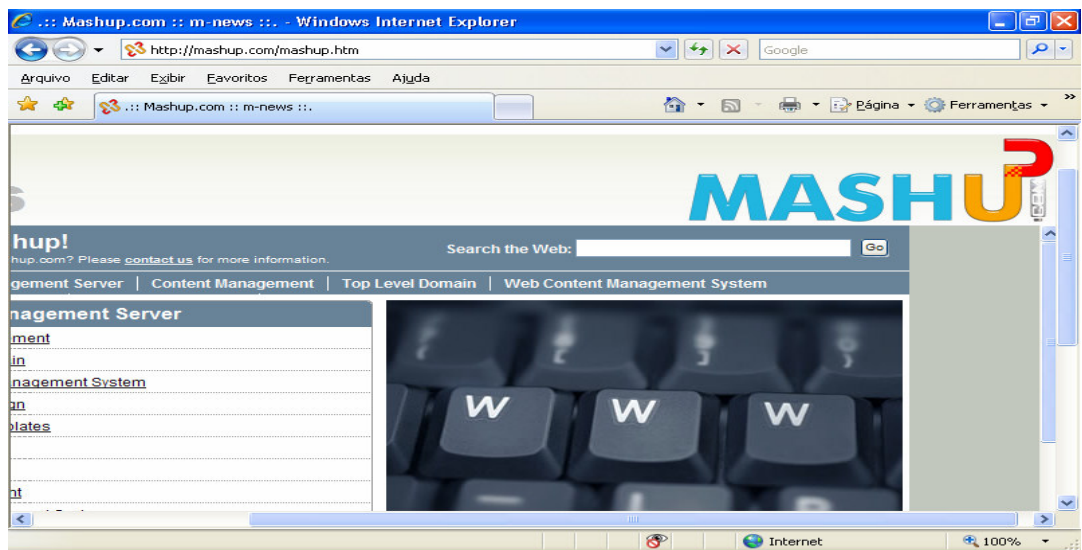 .:: Mashup.com :: m-news ::. - Windows Internet Explorer
http://mashup.com/mashup.htm
Google
Arquivo Editar Exibir Favoritos Ferramentas Ajuda
.:: Mashup.com :: m-news ::.
Página Ferramentas
s
MASHUP
.COM
hup!
Search the Web: Go
hup.com? Please contact us for more information.
gement Server | Content Management | Top Level Domain | Web Content Management System
nagement Server
ment
in
nagement System
gn
plates
nt
W W W
Internet 100%